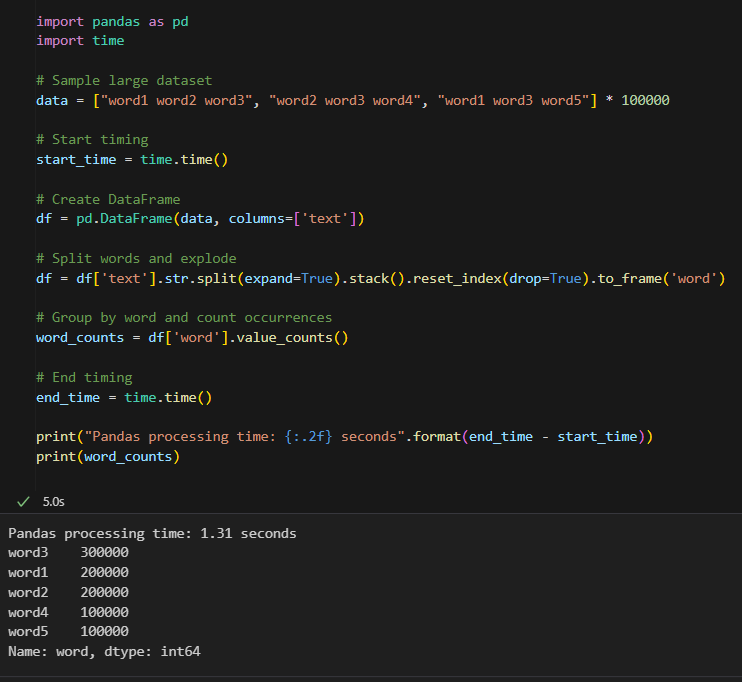 import pandas as pd
import time
# Sample large dataset
data = ["word1 word2 word3", "word2 word3 word4", "word1 word3 word5"] * 100000
# Start timing
start_time = time.time()
# Create DataFrame
df = pd.DataFrame(data, columns=['text'])
# Split words and explode
df = df['text'].str.split(expand=True).stack().reset_index(drop=True).to_frame('word')
# Group by word and count occurrences
word_counts = df['word'].value_counts()
# End timing
end_time = time.time()
print("Pandas processing time: {:.2f} seconds".format(end_time - start_time))
print(word_counts)
5.0s
Pandas processing time: 1.31 seconds
word3    300000
word1    200000
word2    200000
word4    100000
word5    100000
Name: word, dtype: int64